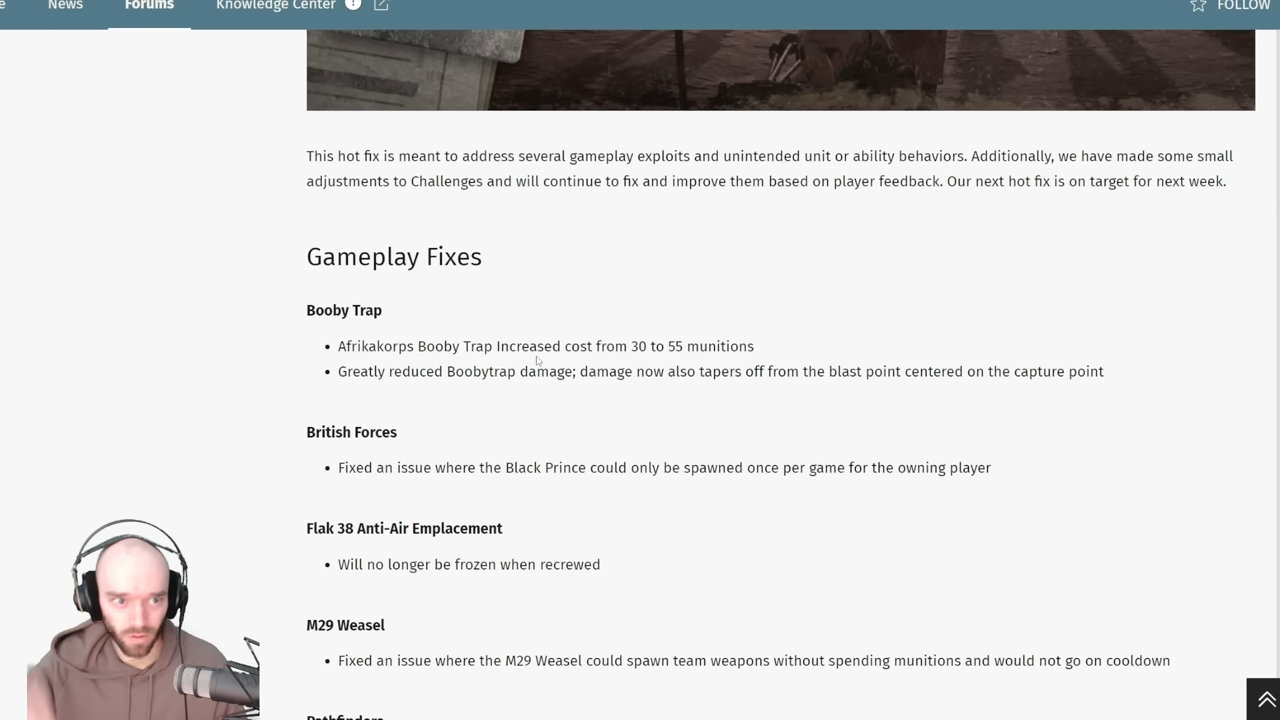 News
Forums
Knowledge Center
FOLLOW
This hot fix is meant to address several gameplay exploits and unintended unit or ability behaviors. Additionally, we have made some small
adjustments to Challenges and will continue to fix and improve them based on player feedback. Our next hot fix is on target for next week.
Gameplay Fixes
Booby Trap
• Afrikakorps Booby Trap Increased cost from 30 to 55 munitions
• Greatly reduced Boobytrap damage; damage now also tapers off from the blast point centered on the capture point
British Forces
• Fixed an issue where the Black Prince could only be spawned once per game for the owning player
Flak 38 Anti-Air Emplacement
• Will no longer be frozen when recrewed
M29 Weasel
• Fixed an issue where the M29 Weasel could spawn team weapons without spending munitions and would not go on cooldown
Pathfinders